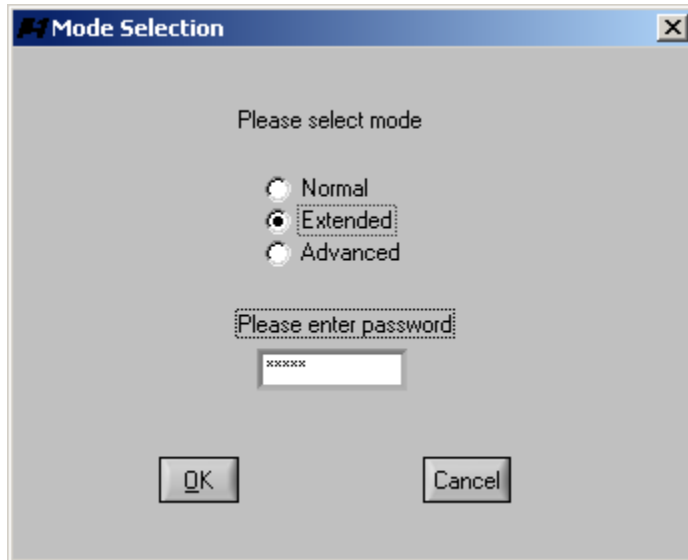 Mode Selection
Please select mode
Normal
Extended
Advanced
Please enter password
*****
OK
Cancel